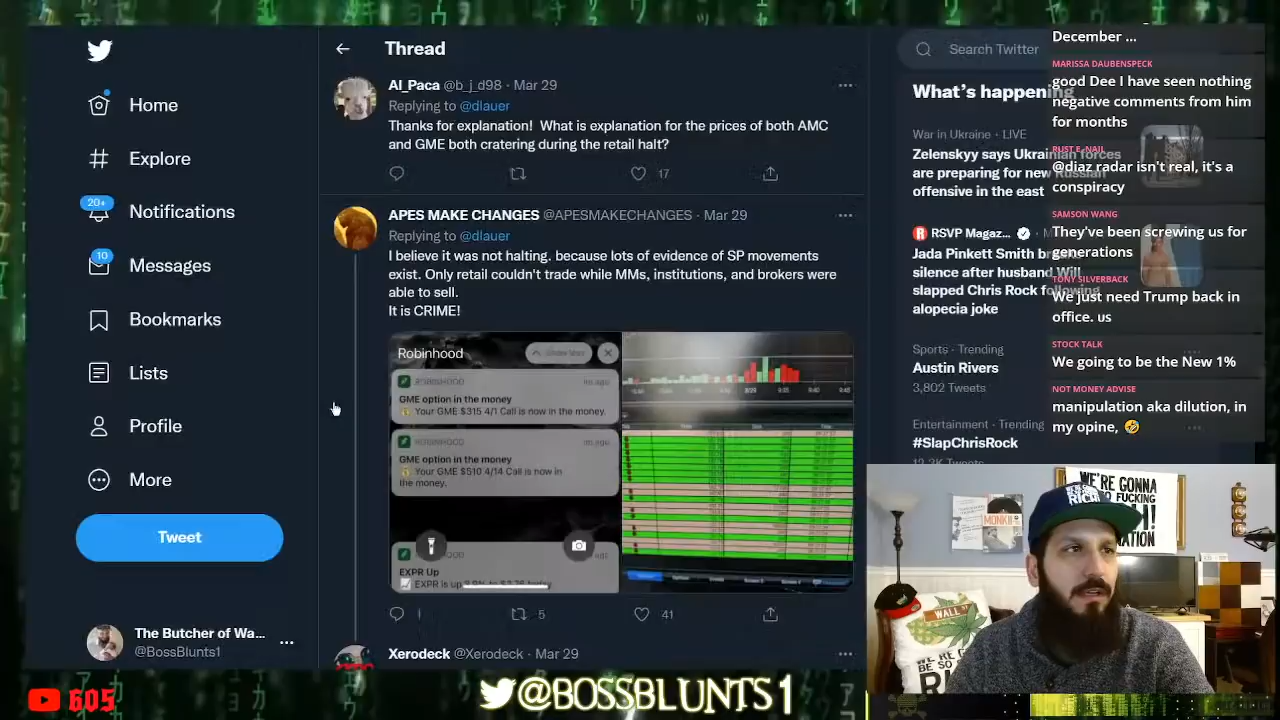 Home
Explore
20+
Notifications
10
Messages
Bookmarks
Lists
Profile
More
Tweet
The Butcher of Wa...
@BossBlunts1
Thread
Al_Paca @b_j_d98 · Mar 29
Replying to @dlauer
Thanks for explanation! What is explanation for the prices of both AMC
and GME both cratering during the retail halt?
17
APES MAKE CHANGES @APESMAKECHANGES · Mar 29
Replying to @dlauer
I believe it was not halting. because lots of evidence of SP movements
exist. Only retail couldn't trade while MMs, institutions, and brokers were
able to sell.
It is CRIME!
Robinhood
Show less
ROBINHOOD
GME option in the money
Your GME $315 4/1 Call is now in the money.
ROBINHOOD
GME option in the money
Your GME $510 4/14 Call is now in
the money.
EXPR Up
5
41
Xerodeck @Xerodeck · Mar 29
Search Twitter
What's happening
War in Ukraine · LIVE
Zelenskyy says Ukrainian forces
are preparing for new Russian
offensive in the east
RSVP Magaz...
Jada Pinkett Smith
silence after husband Will
slapped Chris Rock following
alopecia joke
Sports · Trending
Austin Rivers
3,802 Tweets
Entertainment · Trending
#SlapChrisRock
December ...
MARISSA DAUBENSPECK
good Dee I have seen nothing
negative comments from him
for months
RUST E. NAIL
@diaz radar isn't real, it's a
conspiracy
SAMSON WANG
They've been screwing us for
generations
TONY SILVERBACK
We just need Trump back in
office. us
STOCK TALK
We going to be the New 1%
NOT MONEY ADVISE
manipulation aka dilution, in
my opine, 🤣
WE'RE GONNA
SO FUCKING
NATION
MONK
RICH
WALL
605
@BOSSBLUNTS1